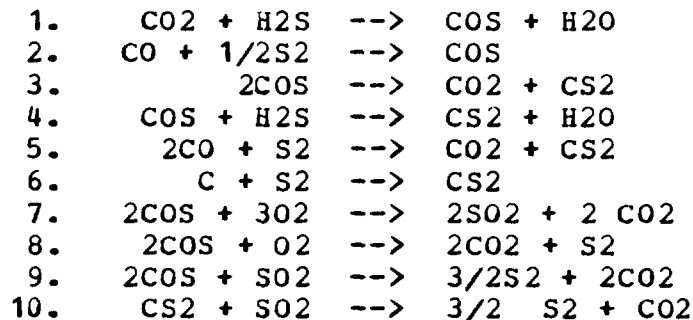 1. CO2 + H2S --> COS + H2O
2. CO + 1/2S2 --> COS
3. 2COS --> CO2 + CS2
4. COS + H2S --> CS2 + H2O
5. 2CO + S2 --> CO2 + CS2
6. C + S2 --> CS2
7. 2COS + 3O2 --> 2SO2 + 2 CO2
8. 2COS + O2 --> 2CO2 + S2
9. 2COS + SO2 --> 3/2S2 + 2CO2
10. CS2 + SO2 --> 3/2 S2 + CO2